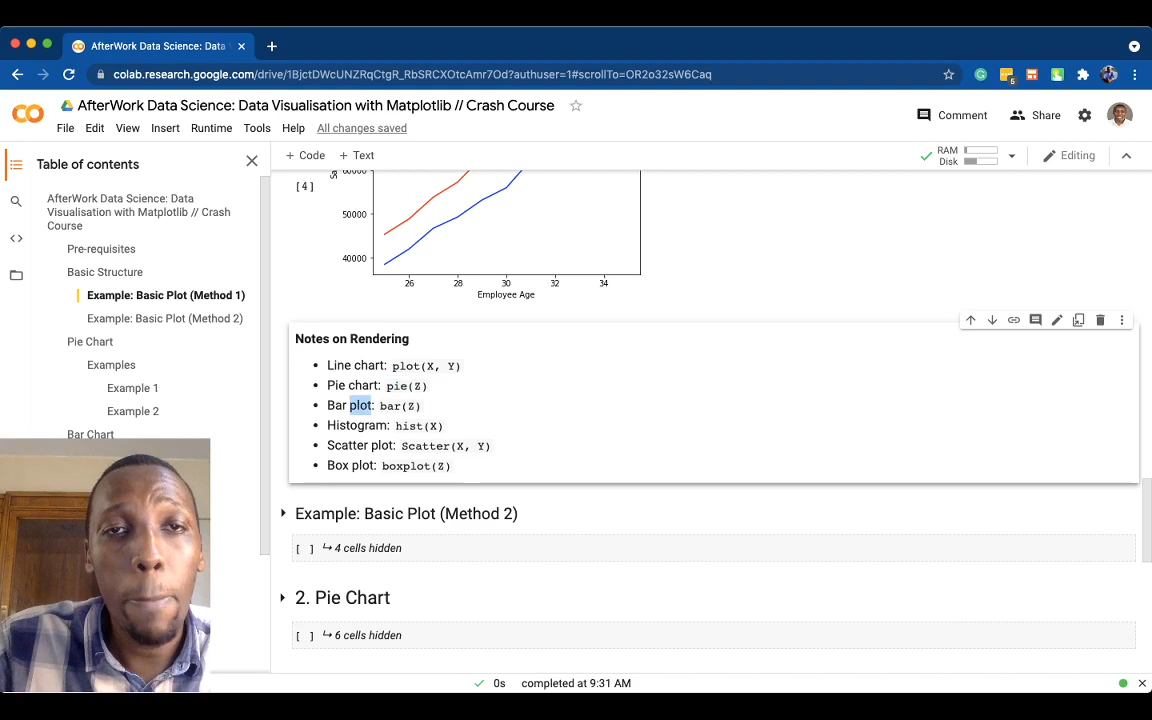 AfterWork Data Science: Data
colab.research.google.com/drive/1BjctDWcUNZRqCtgR_RbSRCXOtcAmr7Od?authuser=1#scrollTo=OR2o32sW6Caq
5
AfterWork Data Science: Data Visualisation with Matplotlib // Crash Course
File Edit View Insert Runtime Tools Help All changes saved
Comment Share
Table of contents
+ Code + Text
RAM
Disk
Editing
AfterWork Data Science: Data
Visualisation with Matplotlib // Crash
Course
Pre-requisites
Basic Structure
Example: Basic Plot (Method 1)
Example: Basic Plot (Method 2)
Pie Chart
Examples
Example 1
Example 2
Bar Chart
[4]
60000
50000
40000
26 28 30 32 34
Employee Age
Notes on Rendering
• Line chart: plot(X, Y)
• Pie chart: pie(Z)
• Bar plot: bar(Z)
• Histogram: hist(X)
• Scatter plot: Scatter(X, Y)
• Box plot: boxplot(Z)
Example: Basic Plot (Method 2)
[ ] ↳ 4 cells hidden
2. Pie Chart
[ ] ↳ 6 cells hidden
0s completed at 9:31 AM